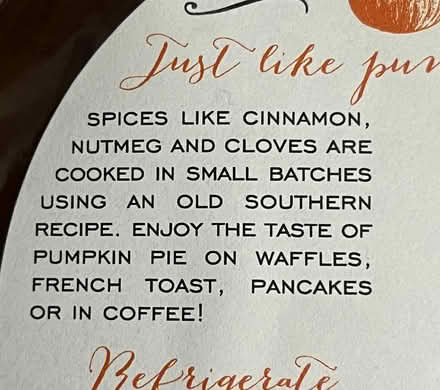 Just like
SPICES LIKE CINNAMON,
NUTMEG AND CLOVES ARE
COOKED IN SMALL BATCHES
USING AN OLD SOUTHERN
RECIPE. ENJOY THE TASTE OF
PUMPKIN PIE ON WAFFLES,
FRENCH TOAST, PANCAKES
OR IN COFFEE!
Refrigerate